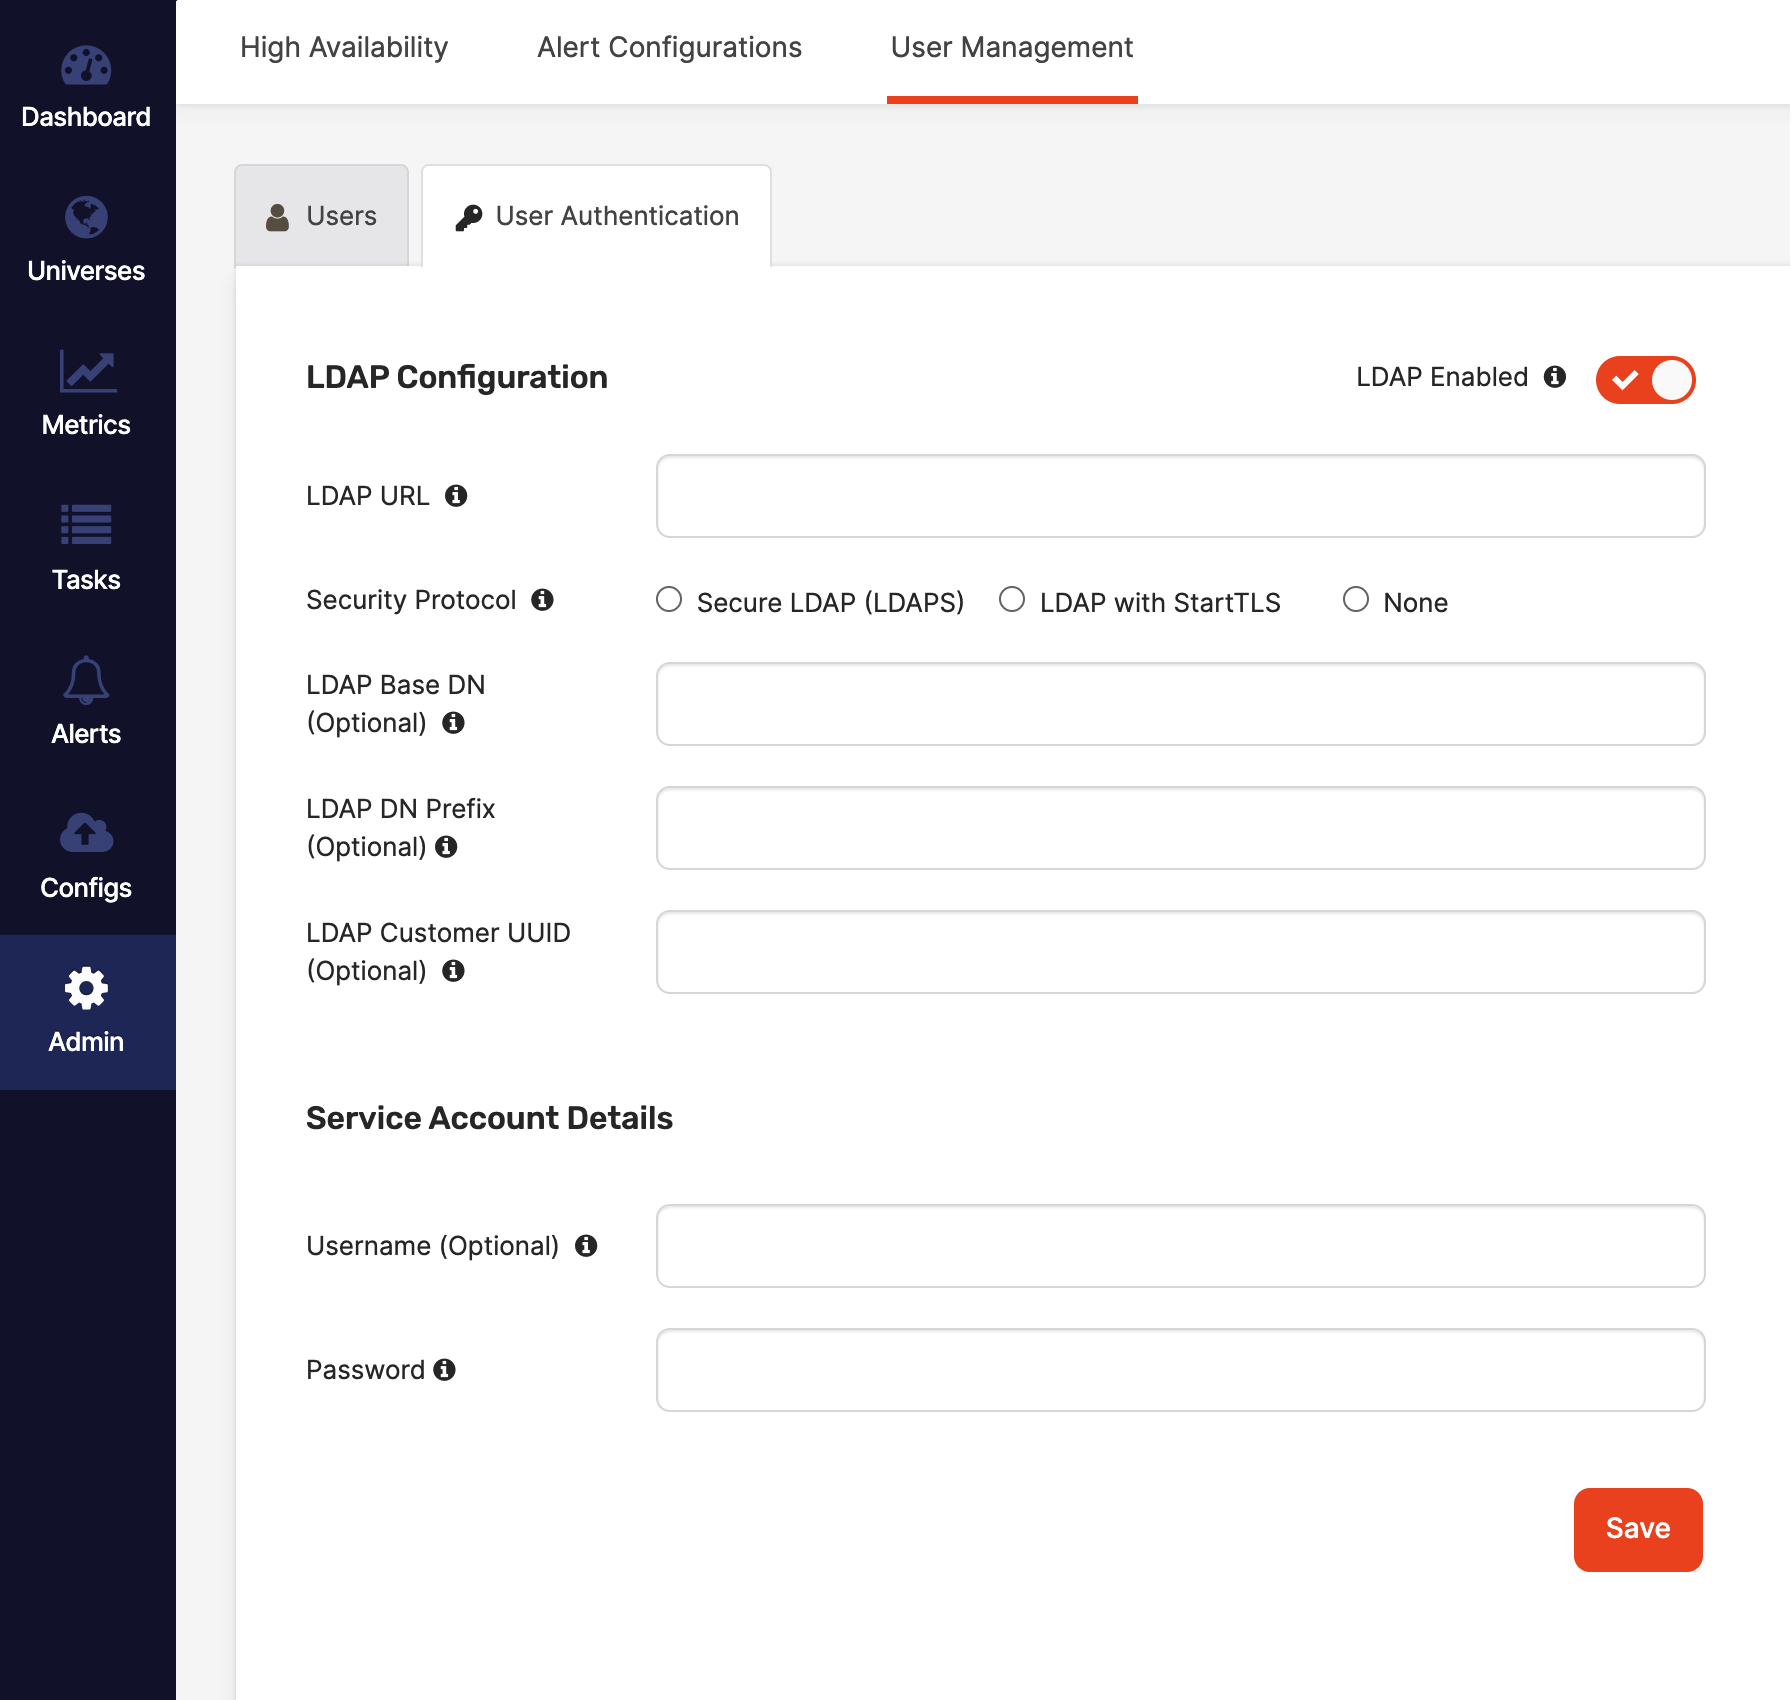 Dashboard
Universes
Metrics
Tasks
Alerts
Configs
Admin
High Availability
Alert Configurations
User Management
Users
User Authentication
LDAP Configuration
LDAP Enabled
LDAP URL
Security Protocol
Secure LDAP (LDAPS)
LDAP with StartTLS
None
LDAP Base DN
(Optional)
LDAP DN Prefix
(Optional)
LDAP Customer UUID
(Optional)
Service Account Details
Username (Optional)
Password
Save